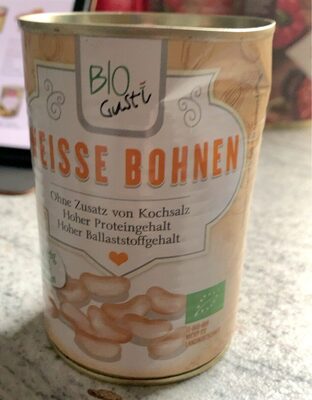 BIO
Gusti
EISSE BOHNEN
Ohne Zusatz von Kochsalz
Hoher Proteingehalt
Hoher Ballaststoffgehalt